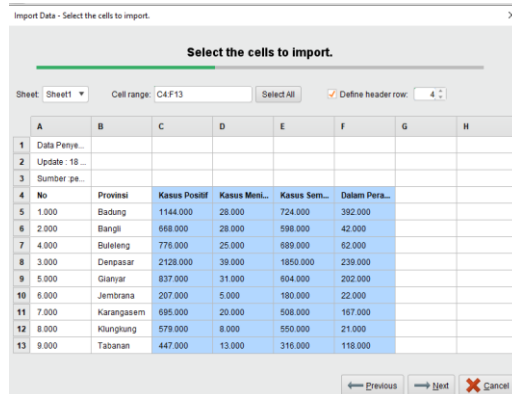 Import Data - Select the cells to import.
Select the cells to import.
Sheet: Sheet1 Cell range: C4:F13 Select All Define header row: 4
A B C D E F G H
1 Data Penye...
2 Update : 18 ...
3 Sumber :pe...
4 No Provinsi Kasus Positif Kasus Meni... Kasus Sem... Dalam Pera...
5 1.000 Badung 1144.000 28.000 724.000 392.000
6 2.000 Bangli 668.000 28.000 598.000 42.000
7 4.000 Buleleng 776.000 25.000 689.000 62.000
8 3.000 Denpasar 2128.000 39.000 1850.000 239.000
9 5.000 Gianyar 837.000 31.000 604.000 202.000
10 6.000 Jembrana 207.000 5.000 180.000 22.000
11 7.000 Karangasem 695.000 20.000 508.000 167.000
12 8.000 Klungkung 579.000 8.000 550.000 21.000
13 9.000 Tabanan 447.000 13.000 316.000 118.000
Previous Next Cancel